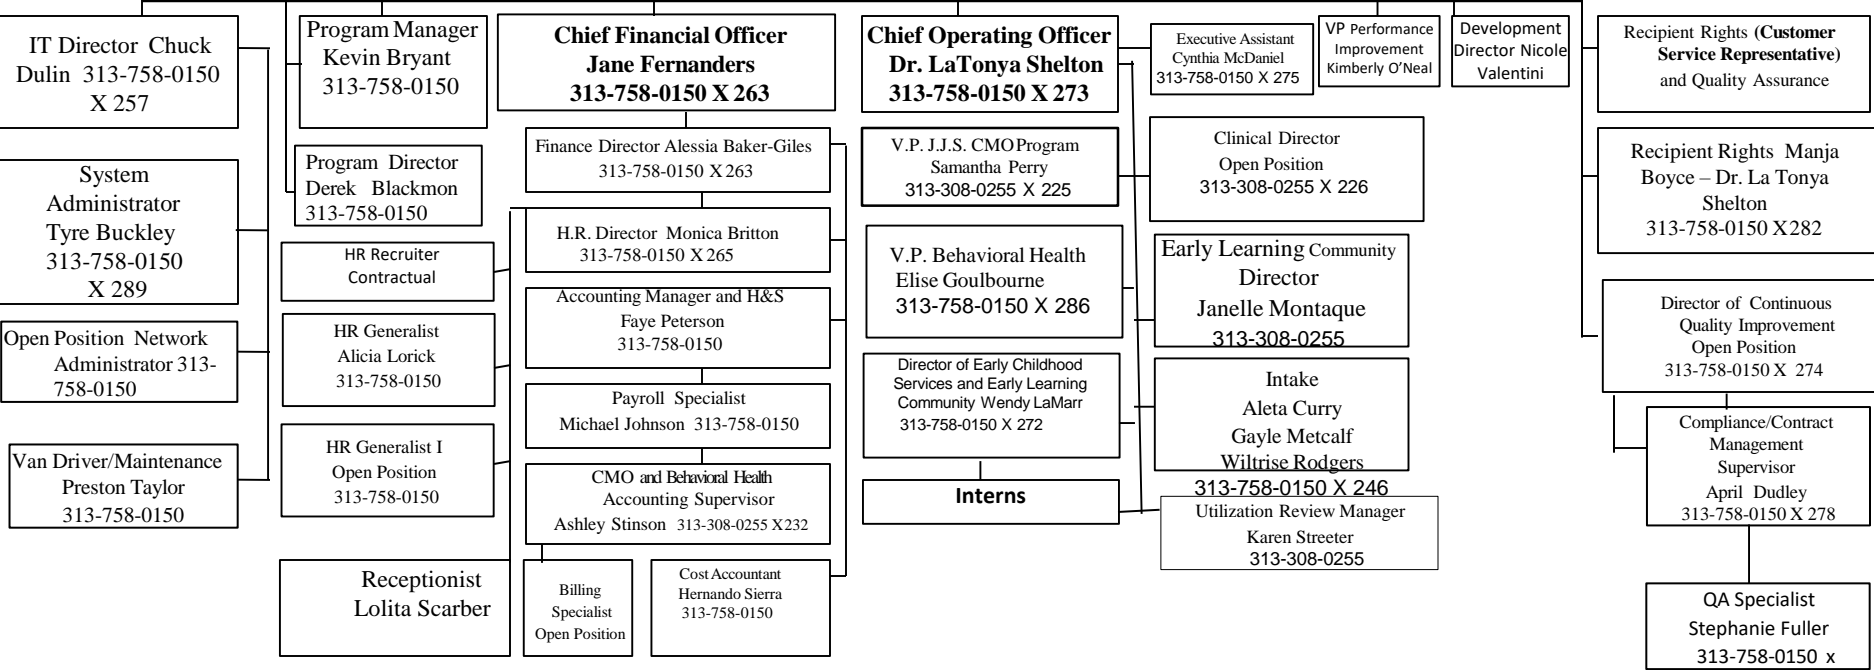 IT Director Chuck
Dulin 313-758-0150
X 257
System
Administrator
Tyre Buckley
313-758-0150
X 289
Open Position Network
Administrator 313-
758-0150
Van Driver/Maintenance
Preston Taylor
313-758-0150
Program Manager
Kevin Bryant
313-758-0150
Program Director
Derek Blackmon
313-758-0150
HR Recruiter
Contractual
HR Generalist
Alicia Lorick
313-758-0150
HR Generalist I
Open Position
313-758-0150
Receptionist
Lolita Scarber
Chief Financial Officer
Jane Fernanders
313-758-0150 X 263
Finance Director Alessia Baker-Giles
313-758-0150 X 263
H.R. Director Monica Britton
313-758-0150 X 265
Accounting Manager and H&S
Faye Peterson
313-758-0150
Payroll Specialist
Michael Johnson 313-758-0150
CMO and Behavioral Health
Accounting Supervisor
Ashley Stinson 313-308-0255 X232
Billing
Specialist
Open Position
Cost Accountant
Hernando Sierra
313-758-0150
Chief Operating Officer
Dr. LaTonya Shelton
313-758-0150 X 273
V.P. J.J.S. CMO Program
Samantha Perry
313-308-0255 X 225
V.P. Behavioral Health
Elise Goulbourne
313-758-0150 X 286
Director of Early Childhood
Services and Early Learning
Community Wendy LaMarr
313-758-0150 X 272
Interns
Executive Assistant
Cynthia McDaniel
313-758-0150 X 275
VP Performance
Improvement
Kimberly O’Neal
Development
Director Nicole
Valentini
Clinical Director
Open Position
313-308-0255 X 226
Early Learning Community
Director
Janelle Montaque
313-308-0255
Intake
Aleta Curry
Gayle Metcalf
Wiltrise Rodgers
313-758-0150 X 246
Utilization Review Manager
Karen Streeter
313-308-0255
Recipient Rights (Customer
Service Representative)
and Quality Assurance
Recipient Rights Manja
Boyce – Dr. La Tonya
Shelton
313-758-0150 X282
Director of Continuous
Quality Improvement
Open Position
313-758-0150 X 274
Compliance/Contract
Management
Supervisor
April Dudley
313-758-0150 X 278
QA Specialist
Stephanie Fuller
313-758-0150 x